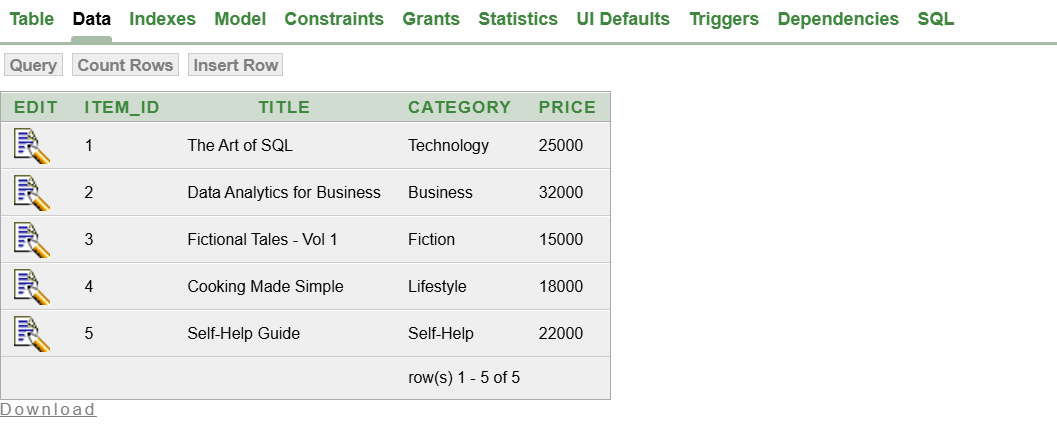 Table Data Indexes Model Constraints Grants Statistics UI Defaults Triggers Dependencies SQL
Query Count Rows Insert Row
EDIT ITEM_ID TITLE CATEGORY PRICE
1 The Art of SQL Technology 25000
2 Data Analytics for Business Business 32000
3 Fictional Tales - Vol 1 Fiction 15000
4 Cooking Made Simple Lifestyle 18000
5 Self-Help Guide Self-Help 22000
row(s) 1 - 5 of 5
Download